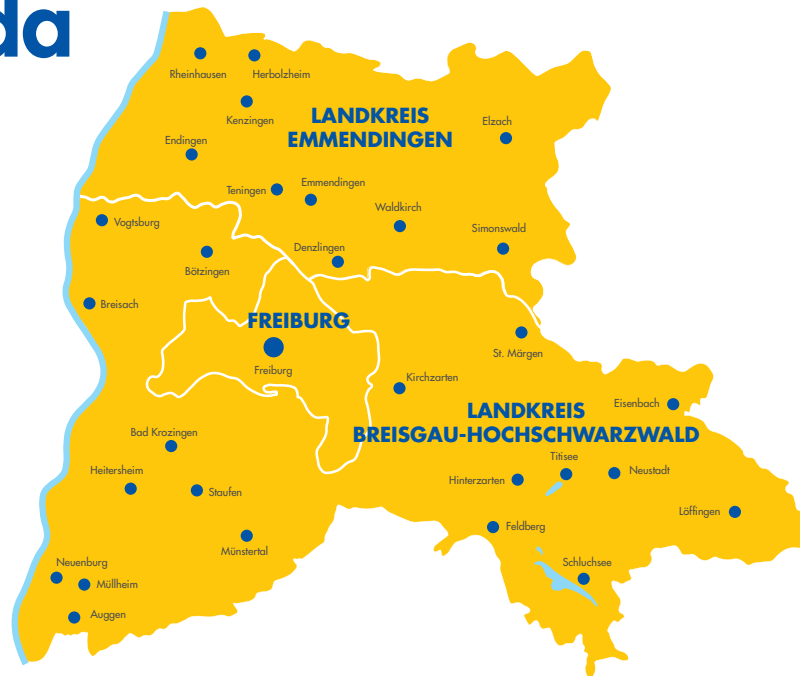 da
Rheinhausen
Herbolzheim
Kenzingen
LANDKREIS
EMMENDINGEN
Elzach
Endingen
Teningen
Emmendingen
Waldkirch
Vogtsburg
Simonswald
Denzlingen
Bötzingen
Breisach
FREIBURG
Freiburg
St. Märgen
Kirchzarten
LANDKREIS
BREISGAU-HOCHSCHWARZWALD
Eisenbach
Bad Krozingen
Titisee
Heitersheim
Neustadt
Hinterzarten
Staufen
Löffingen
Feldberg
Münstertal
Neuenburg
Schluchsee
Müllheim
Auggen